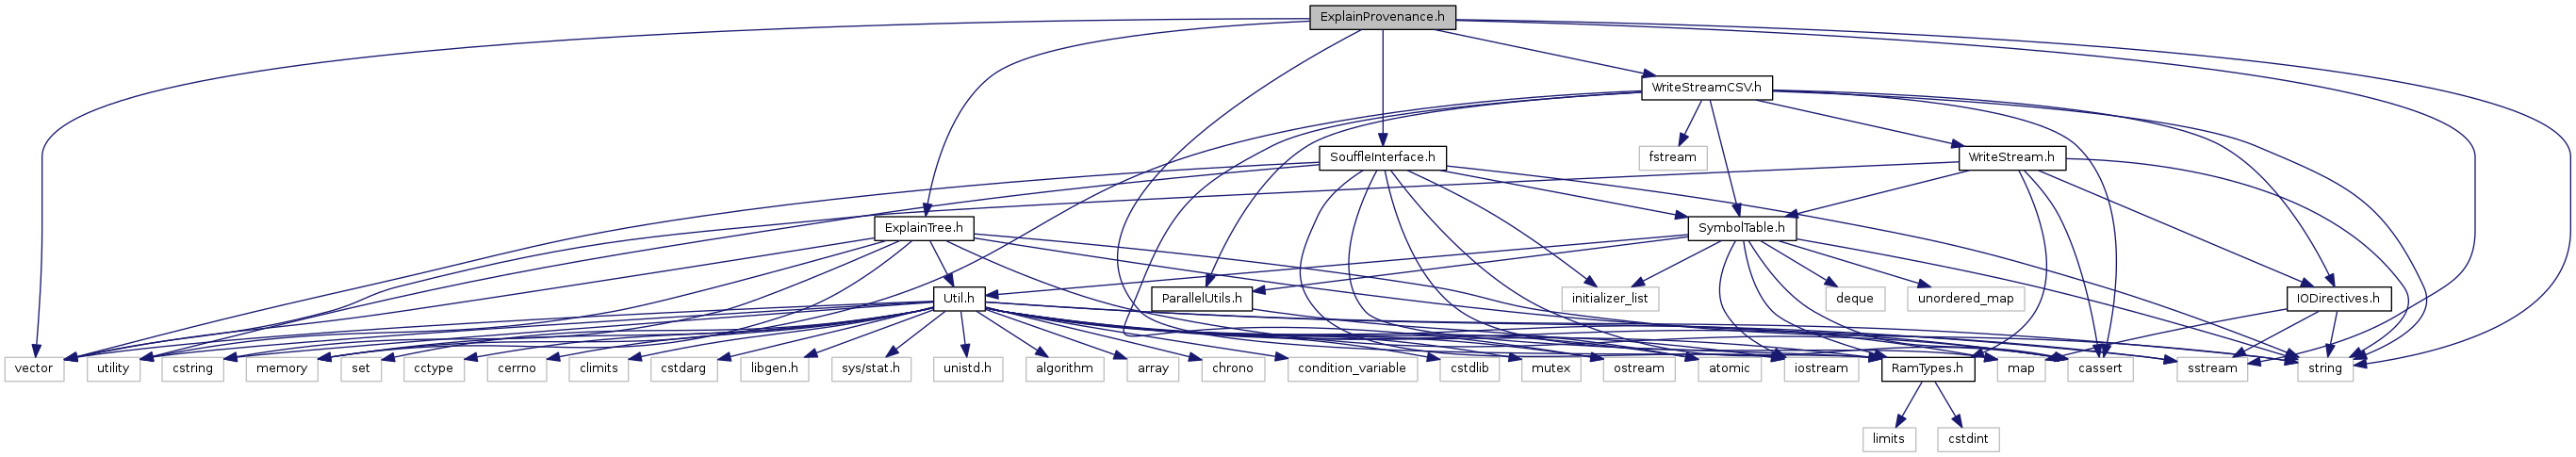 ExplainProvenance.h
WriteStreamCSV.h
SouffleInterface.h
fstream
WriteStream.h
ExplainTree.h
SymbolTable.h
Util.h
ParallelUtils.h
initializer_list
deque
unordered_map
IODirectives.h
vector
utility
cstring
memory
set
cctype
cerrno
climits
cstdarg
libgen.h
sys/stat.h
unistd.h
algorithm
array
chrono
condition_variable
cstdlib
mutex
ostream
atomic
iostream
RamTypes.h
map
cassert
sstream
string
limits
cstdint